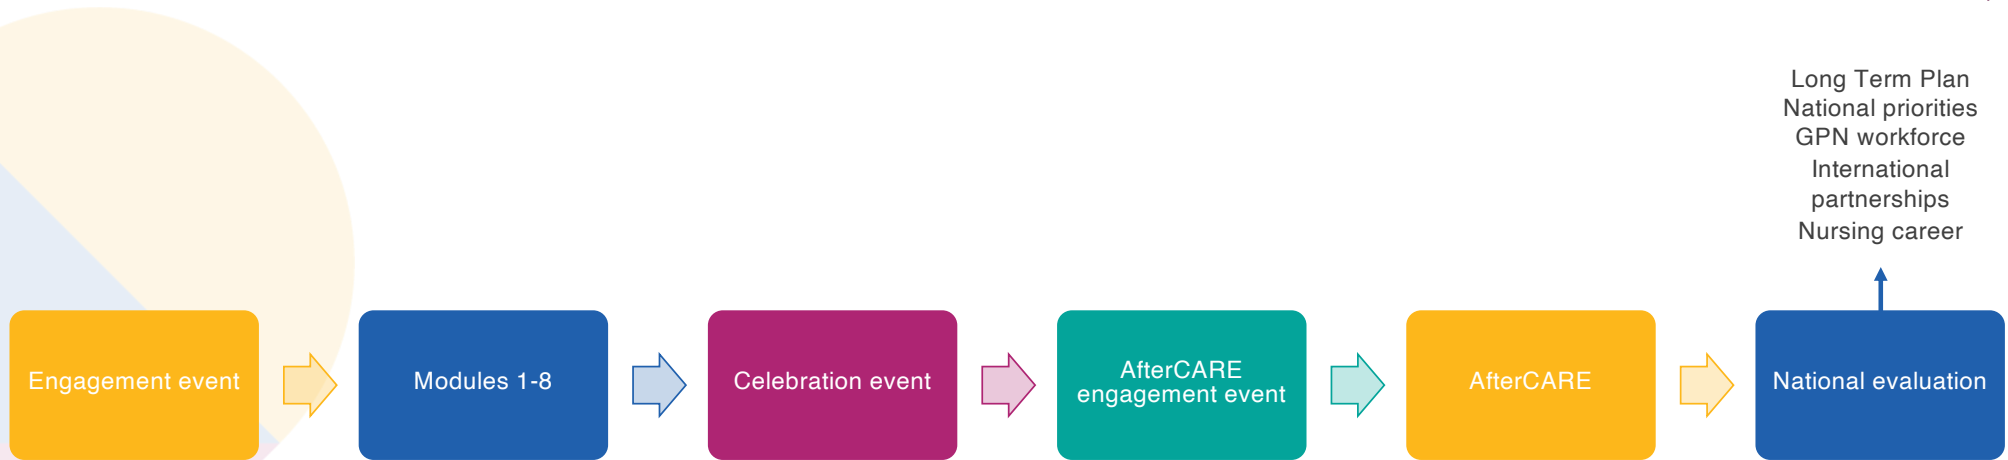 Long Term Plan
National priorities
GPN workforce
International
partnerships
Nursing career
Engagement event
Modules 1-8
Celebration event
AfterCARE
engagement event
AfterCARE
National evaluation